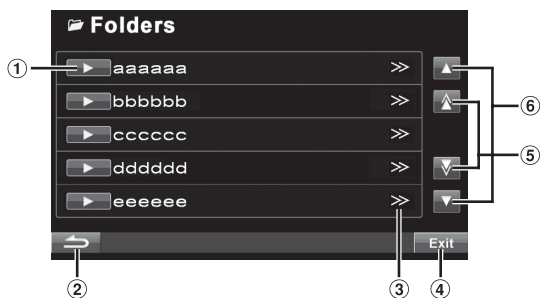 Folders
① aaaaaa
bbbbbb ⑥
cccccc
dddddd ⑤
eeeeee
Exit
② ③ ④